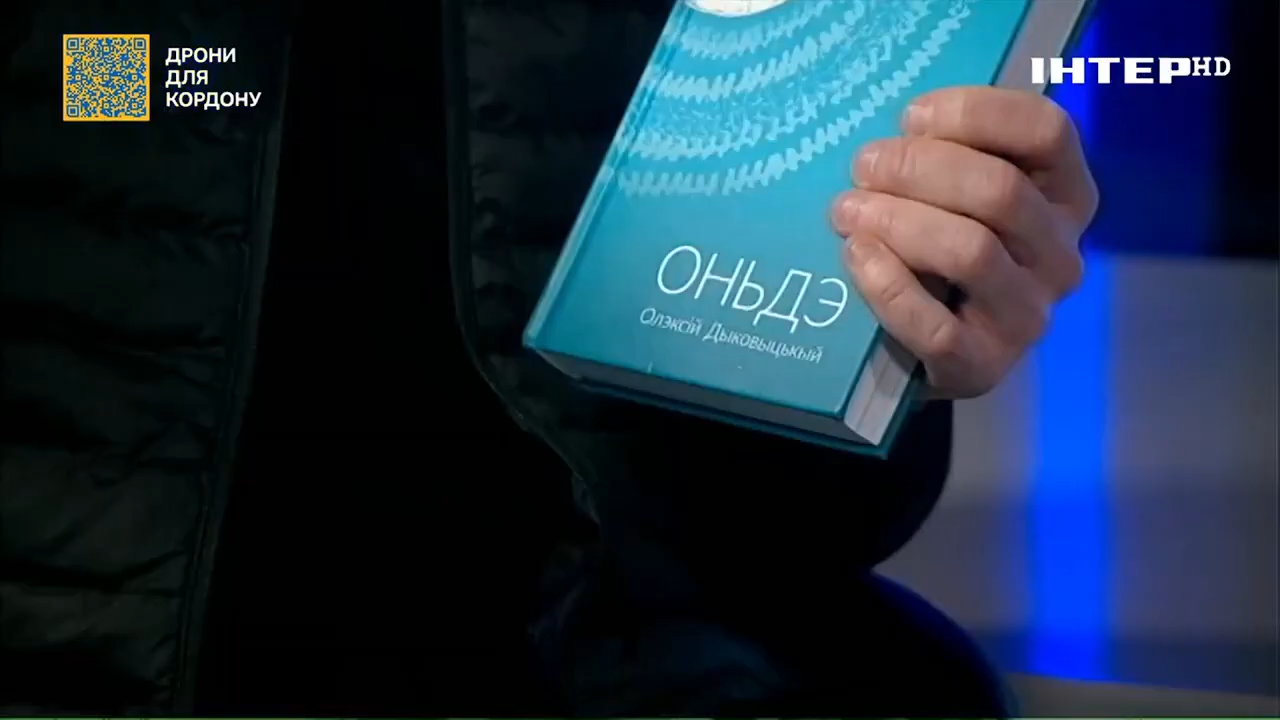 ДРОНИ
ДЛЯ
КОРДОНУ
ІНТЕРHD
ОНЬДЭ
Олэксій Дыковыцькый